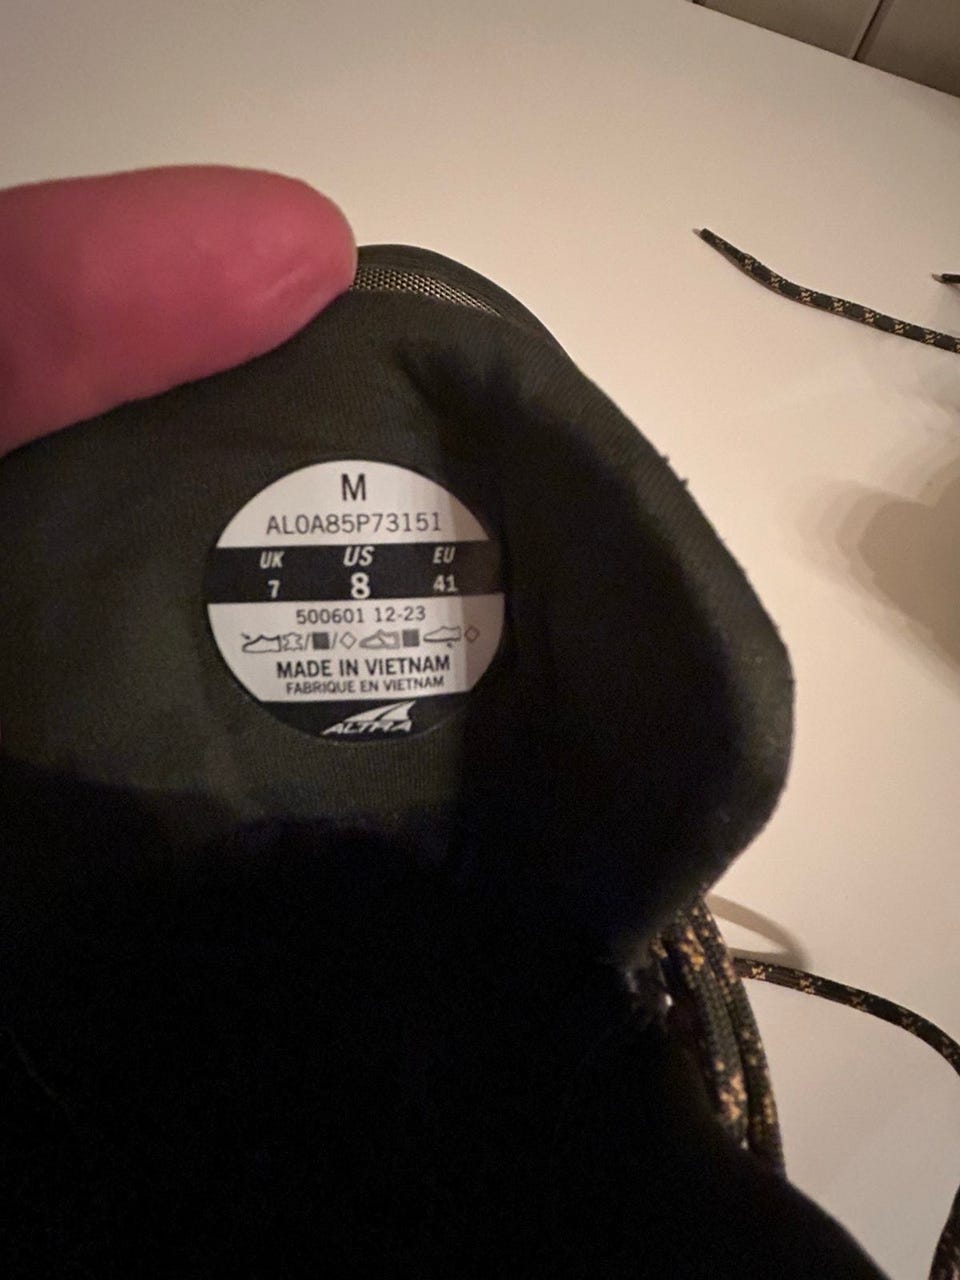 M
AL0A85P73151
UK US EU
7 8 41
500601 12-23
MADE IN VIETNAM
FABRIQUE EN VIETNAM
ALTRA